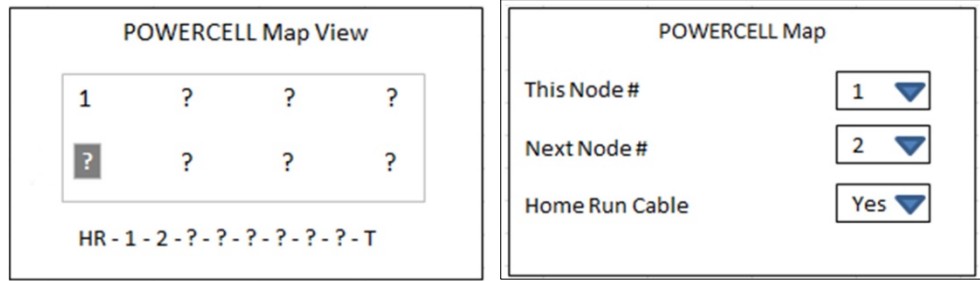 POWERCELL Map View
1 ? ? ?
? ? ? ?
HR - 1 - 2 - ? - ? - ? - ? - ? - ? - T
POWERCELL Map
This Node # 1
Next Node # 2
Home Run Cable Yes